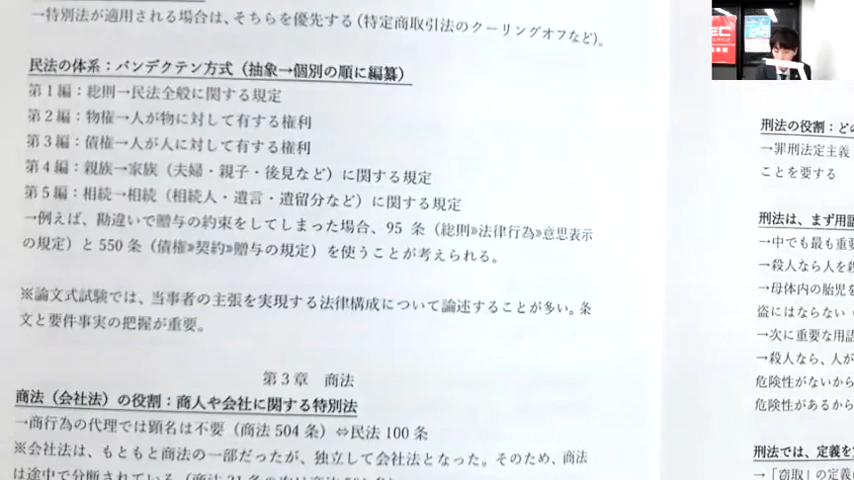 →特別法が適用される場合は、そちらを優先する（特定商取引法のクーリングオフなど）。
民法の体系：パンデクテン方式（抽象→個別の順に編纂）
第1編：総則→民法全般に関する規定
第2編：物権→人が物に対して有する権利
第3編：債権→人が人に対して有する権利
第4編：親族→家族（夫婦・親子・後見など）に関する規定
第5編：相続→相続（相続人・遺言・遺留分など）に関する規定
→例えば、勘違いで贈与の約束をしてしまった場合、95 条（総則»法律行為»意思表示
の規定）と 550 条（債権»契約»贈与の規定）を使うことが考えられる。
※論文式試験では、当事者の主張を実現する法律構成について論述することが多い。条
文と要件事実の把握が重要。
第3章　商法
商法（会社法）の役割：商人や会社に関する特別法
→商行為の代理では顕名は不要（商法 504 条）⇔民法 100 条
※会社法は、もともと商法の一部だったが、独立して会社法となった。そのため、商法
は途中で分断されている
刑法の役割：どの
→罪刑法定主義
ことを要する
刑法は、まず用語
→中でも最も重要
→殺人なら人を殺
→母体内の胎児を
盗にはならない
→次に重要な用語
→殺人なら、人が
危険性がないから
危険性があるから
刑法では、定義を
→「窃取」の定義